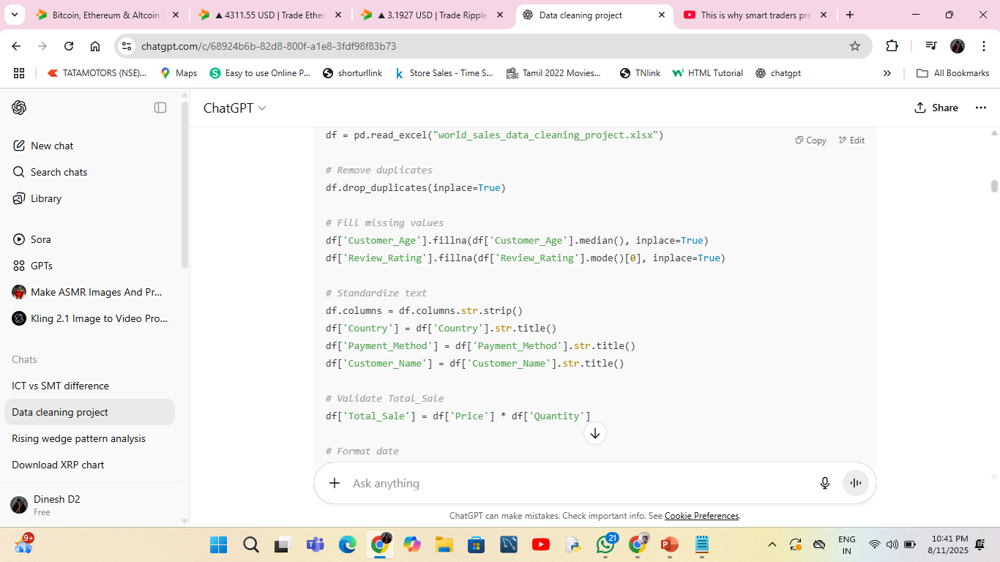 Bitcoin, Ethereum & Altcoin
▲ 4311.55 USD | Trade Ether
▲ 3.1927 USD | Trade Ripple
Data cleaning project
This is why smart traders pre
chatgpt.com/c/68924b6b-82d8-800f-a1e8-3fdf98f83b73
TATAMOTORS (NSE)...
Maps
Easy to use Online P...
shorturllink
Store Sales - Time S...
Tamil 2022 Movies...
TNlink
HTML Tutorial
chatgpt
»
All Bookmarks
ChatGPT
Share
New chat
Search chats
Library
Sora
GPTs
Make ASMR Images And Pr...
Kling 2.1 Image to Video Pro...
Chats
ICT vs SMT difference
Data cleaning project
Rising wedge pattern analysis
Download XRP chart
Dinesh D2
Free
df = pd.read_excel("world_sales_data_cleaning_project.xlsx")
Copy
Edit
# Remove duplicates
df.drop_duplicates(inplace=True)
# Fill missing values
df['Customer_Age'].fillna(df['Customer_Age'].median(), inplace=True)
df['Review_Rating'].fillna(df['Review_Rating'].mode()[0], inplace=True)
# Standardize text
df.columns = df.columns.str.strip()
df['Country'] = df['Country'].str.title()
df['Payment_Method'] = df['Payment_Method'].str.title()
df['Customer_Name'] = df['Customer_Name'].str.title()
# Validate Total_Sale
df['Total_Sale'] = df['Price'] * df['Quantity']
# Format date
Ask anything
ChatGPT can make mistakes. Check important info. See Cookie Preferences.
9+
21
ENG
IN
10:41 PM
8/11/2025